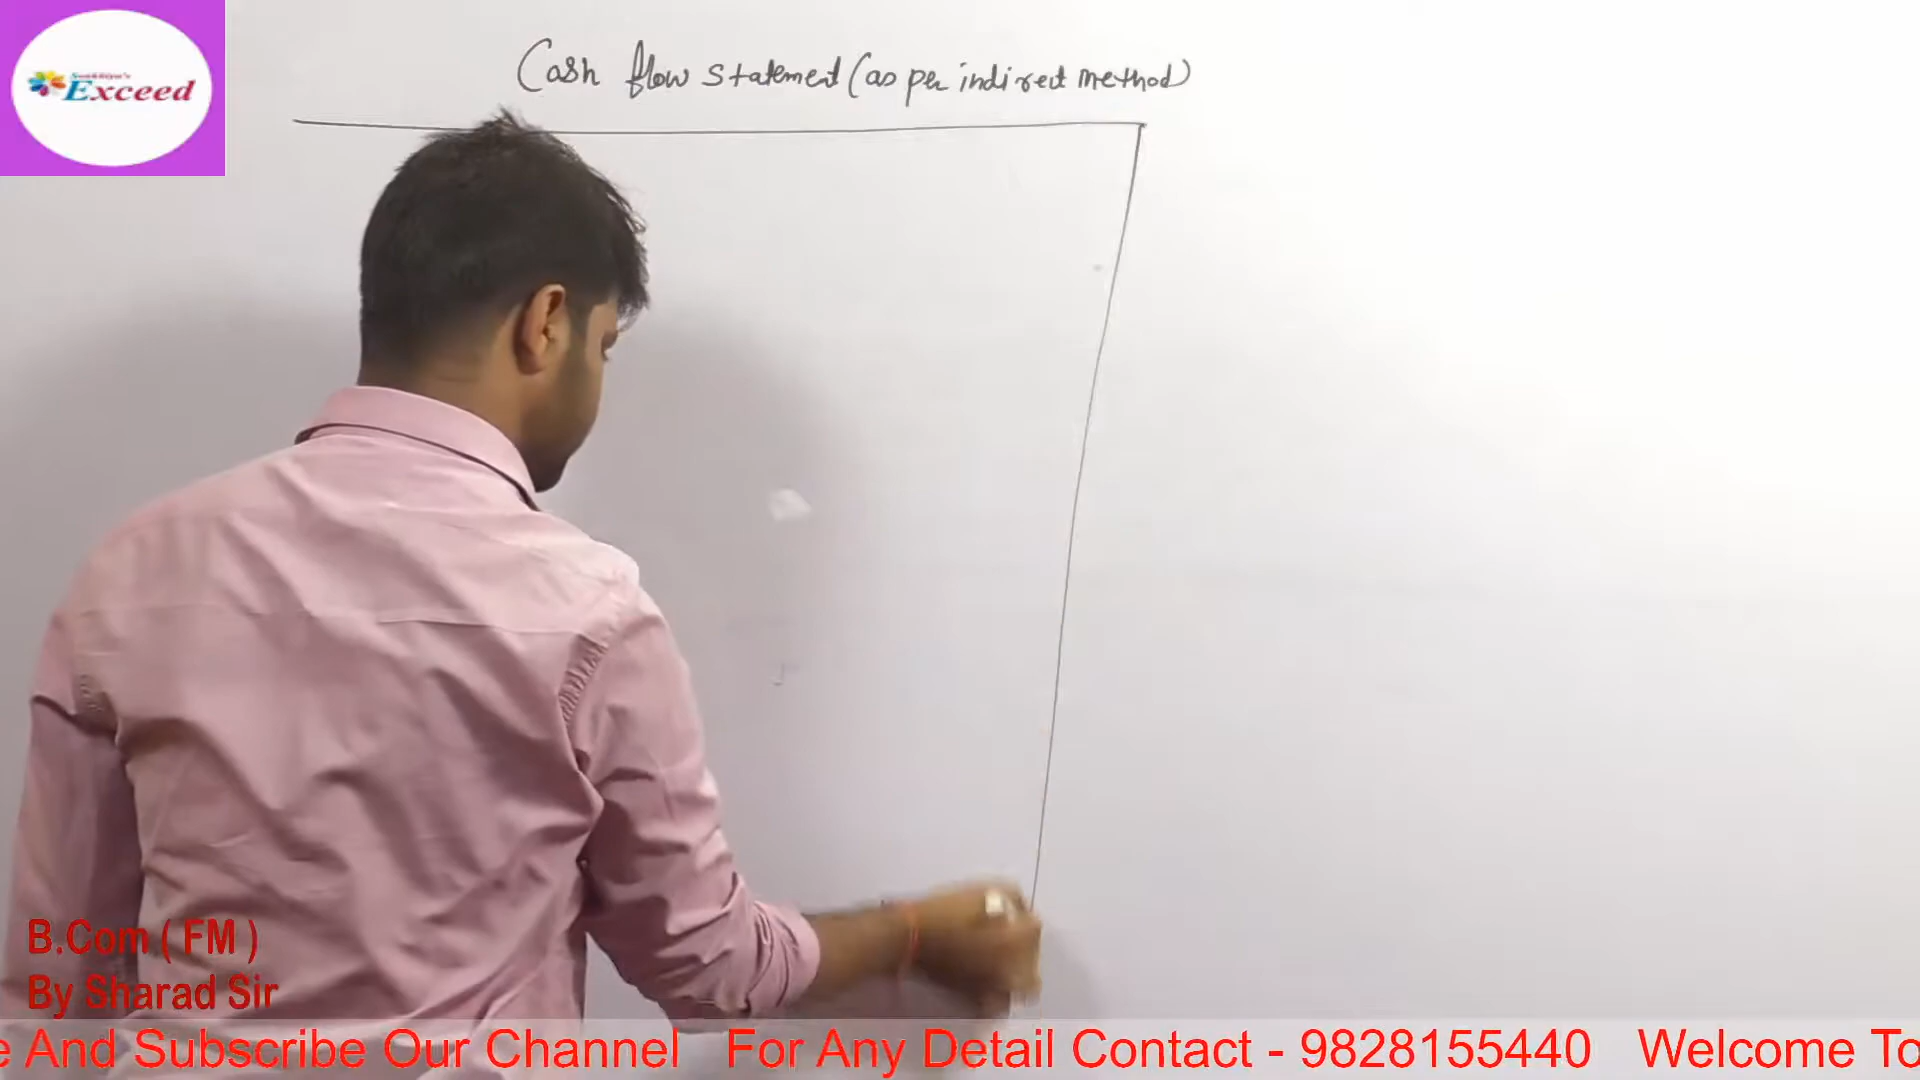 Exceed
Cash flow statement (as per indirect method)
B.Com ( FM )
By Sharad Sir
e And Subscribe Our Channel For Any Detail Contact - 9828155440 Welcome To